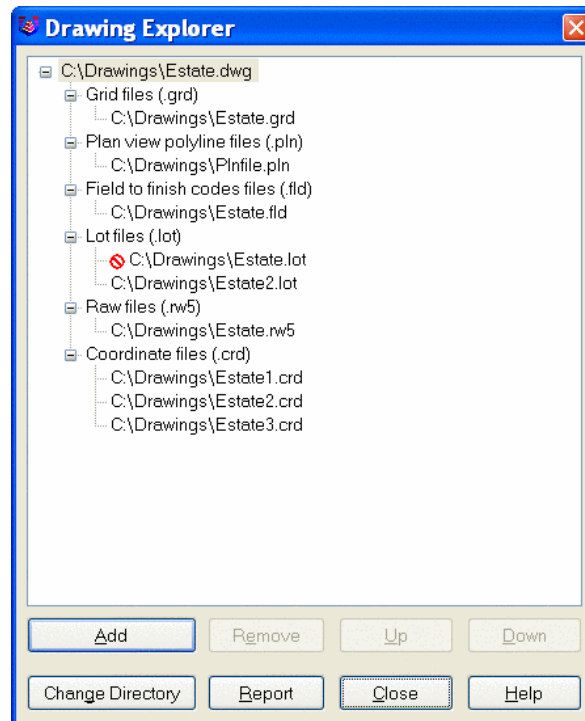 Drawing Explorer
C:\Drawings\Estate.dwg
Grid files (.grd)
C:\Drawings\Estate.grd
Plan view polyline files (.pln)
C:\Drawings\Plnfile.pln
Field to finish codes files (.fld)
C:\Drawings\Estate.fld
Lot files (.lot)
C:\Drawings\Estate.lot
C:\Drawings\Estate2.lot
Raw files (.rw5)
C:\Drawings\Estate.rw5
Coordinate files (.crd)
C:\Drawings\Estate1.crd
C:\Drawings\Estate2.crd
C:\Drawings\Estate3.crd
Add Remove Up Down
Change Directory Report Close Help